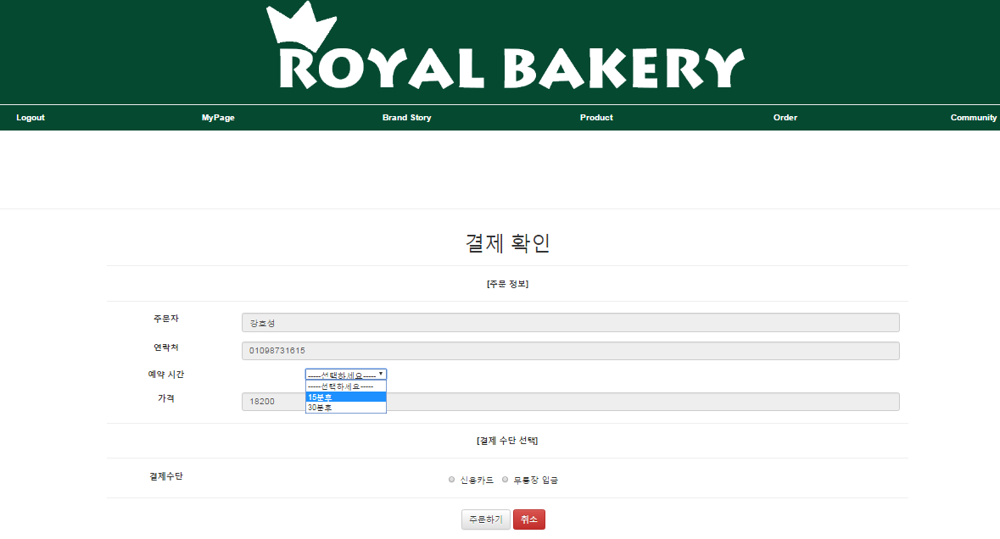 ROYAL BAKERY
Logout MyPage Brand Story Product Order Community
결제 확인
[주문 정보]
주문자 강호성
연락처 01098731615
예약 시간 -----선택하세요-----
-----선택하세요-----
15분후
가격 18200
30분후
[결제 수단 선택]
결제수단 신용카드 무통장 입금
주문하기 취소